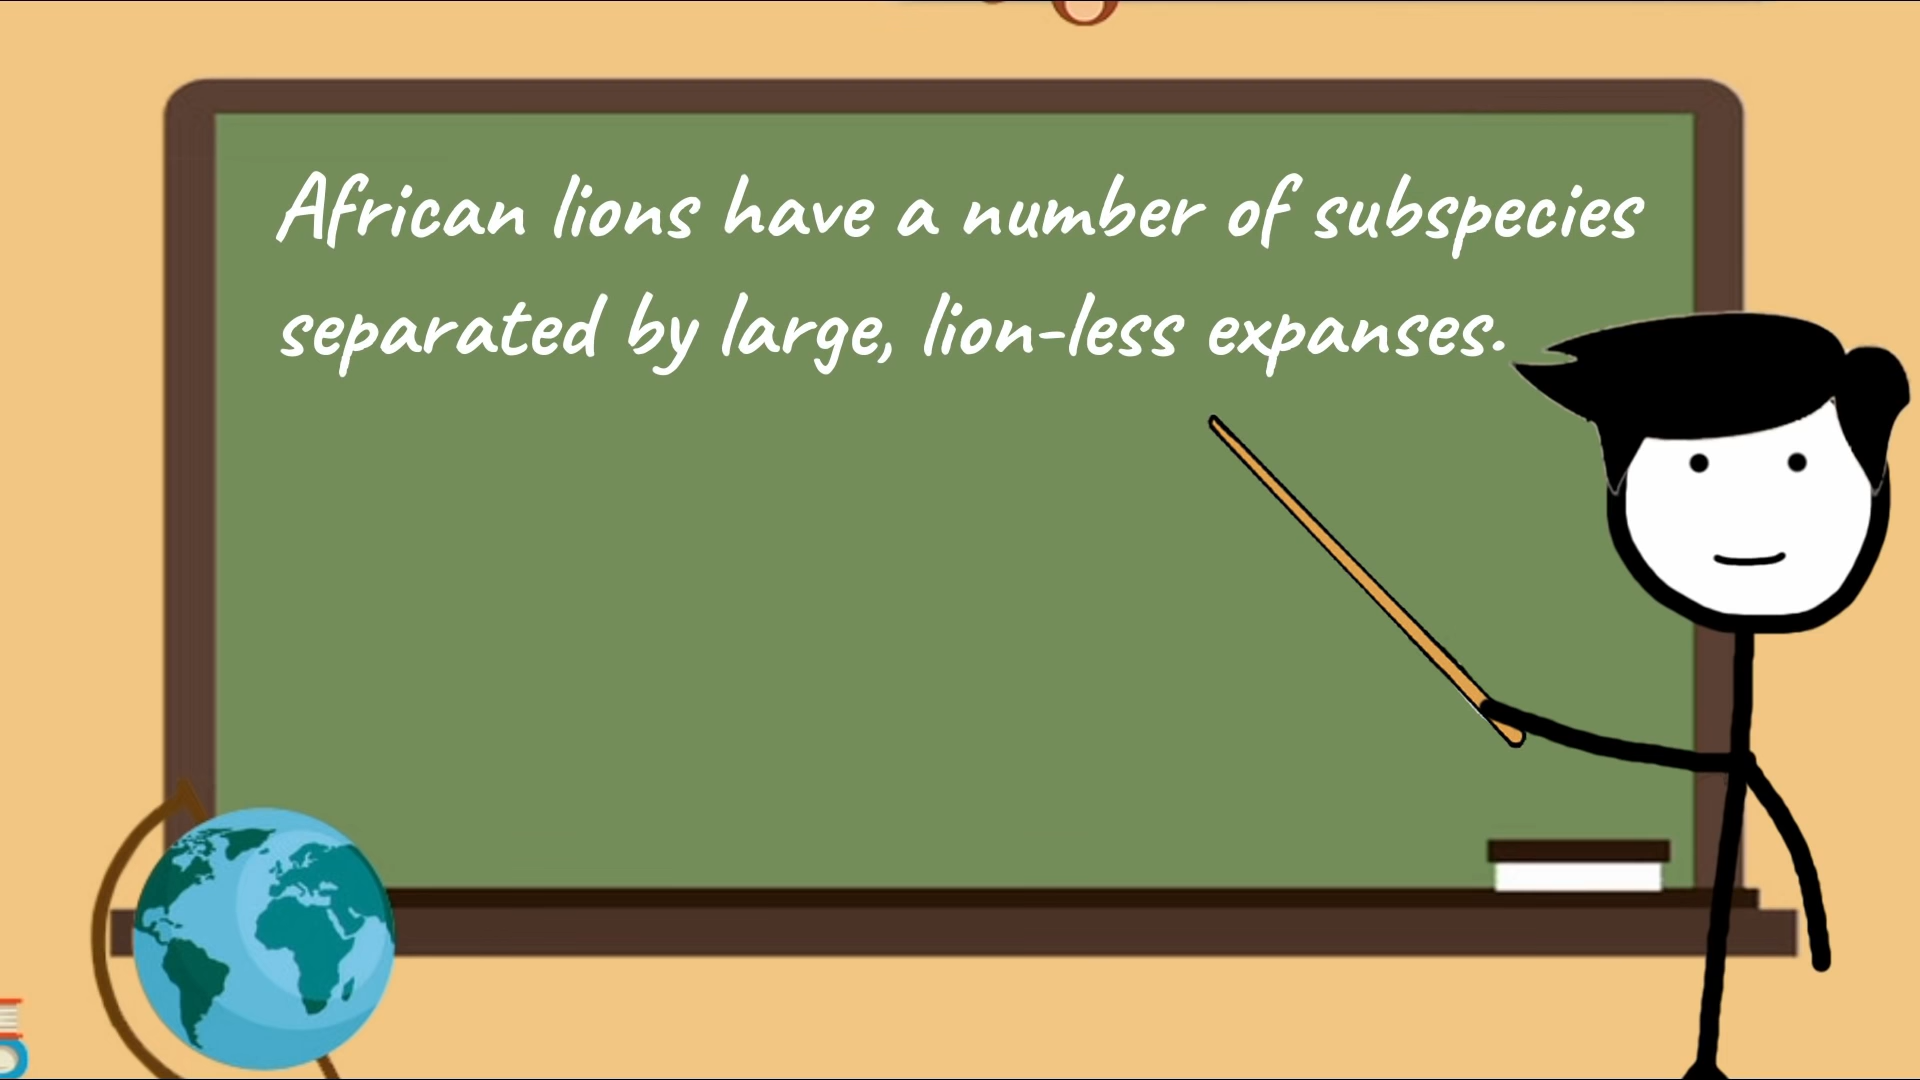 African lions have a number of subspecies
separated by large, lion-less expanses.